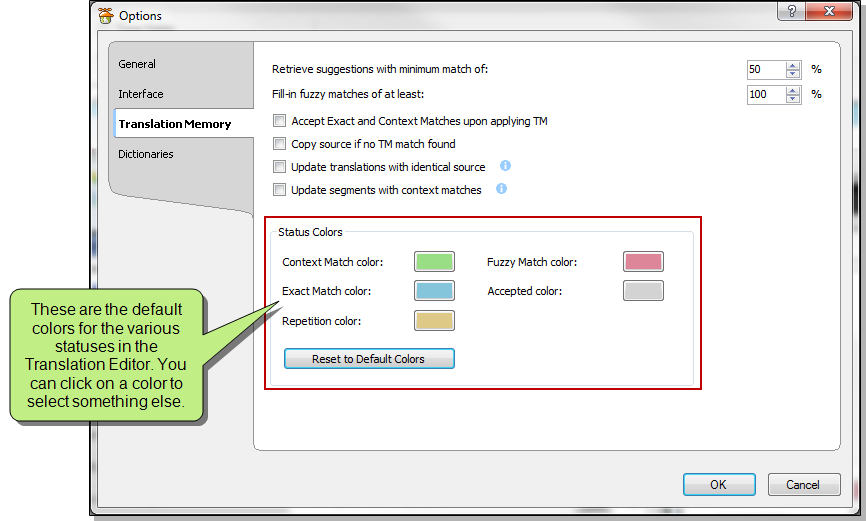 Options
?
General
Interface
Translation Memory
Dictionaries
Retrieve suggestions with minimum match of: 50 %
Fill-in fuzzy matches of at least: 100 %
Accept Exact and Context Matches upon applying TM
Copy source if no TM match found
Update translations with identical source
Update segments with context matches
Status Colors
Context Match color: Fuzzy Match color:
Exact Match color: Accepted color:
Repetition color:
Reset to Default Colors
These are the default
colors for the various
statuses in the
Translation Editor. You
can click on a color to
select something else.
OK Cancel